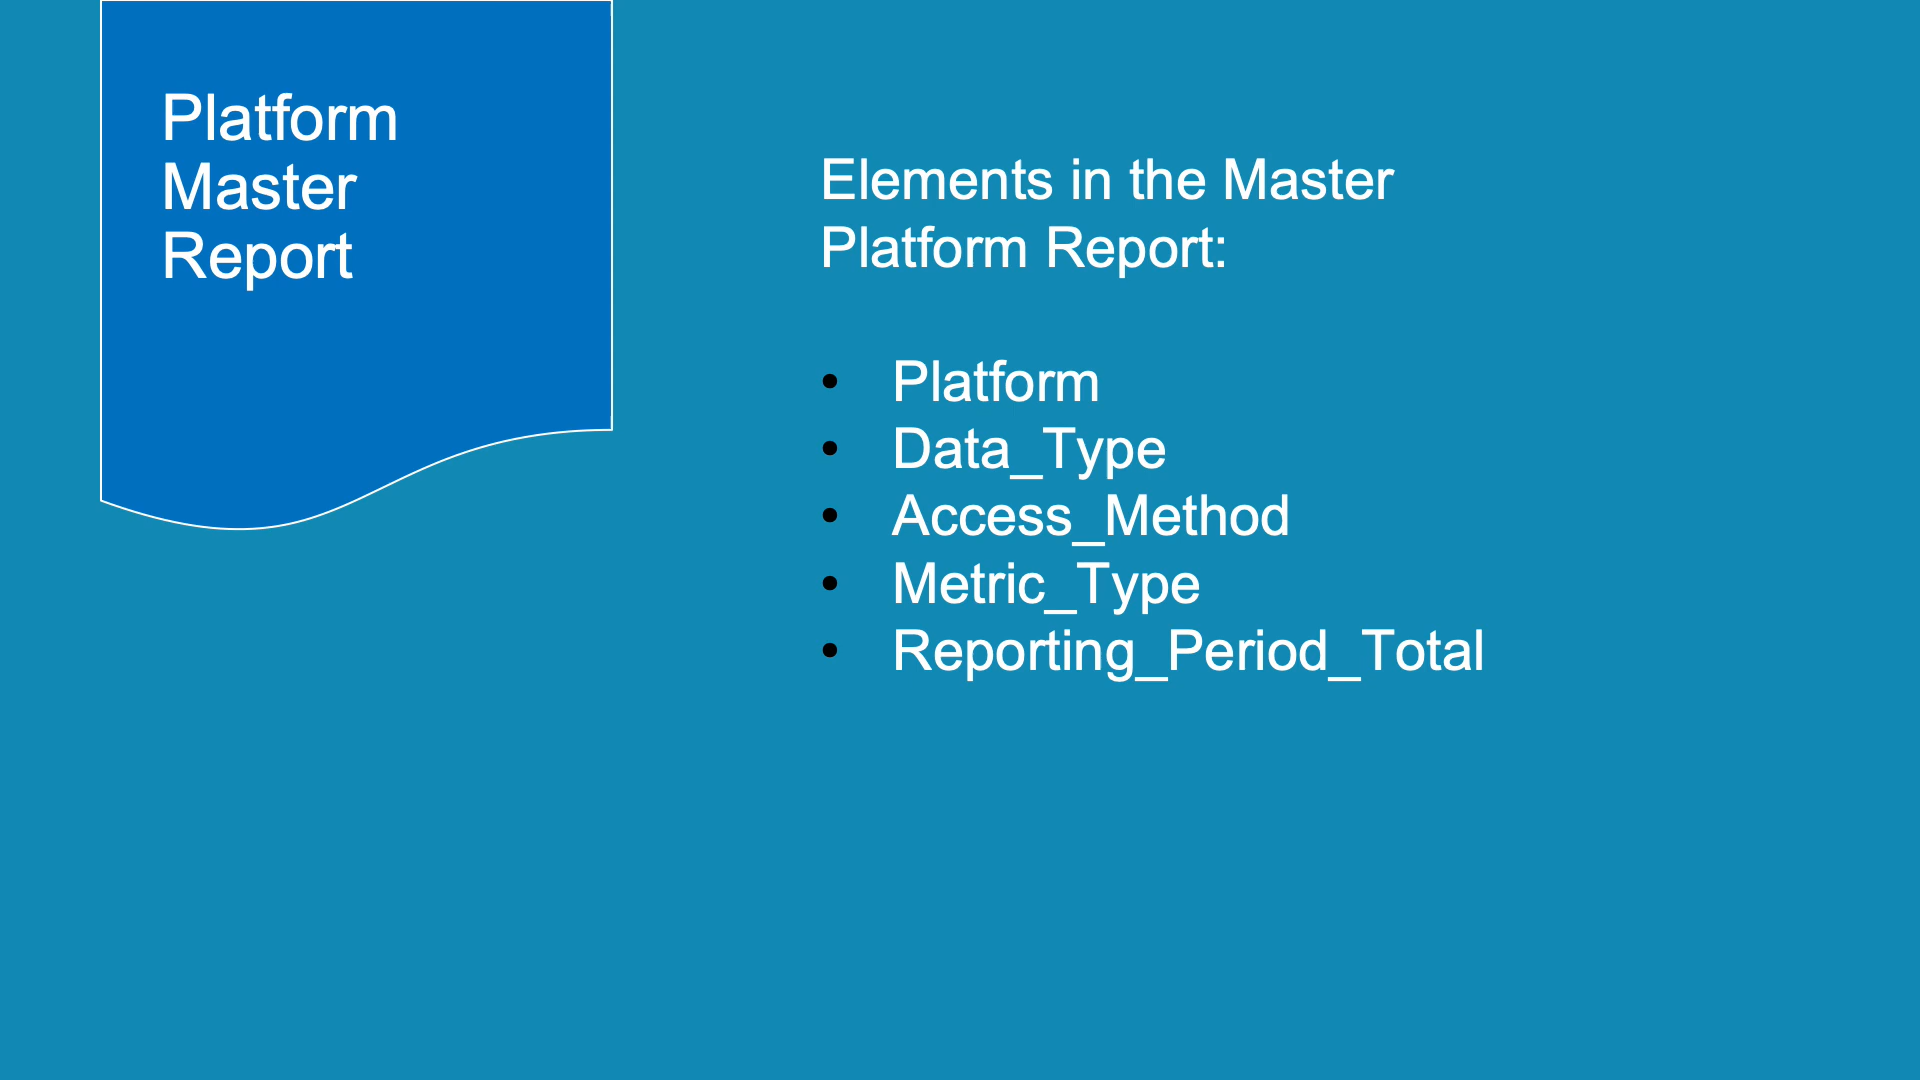 Platform
Master
Report
Elements in the Master
Platform Report:
• Platform
• Data_Type
• Access_Method
• Metric_Type
• Reporting_Period_Total